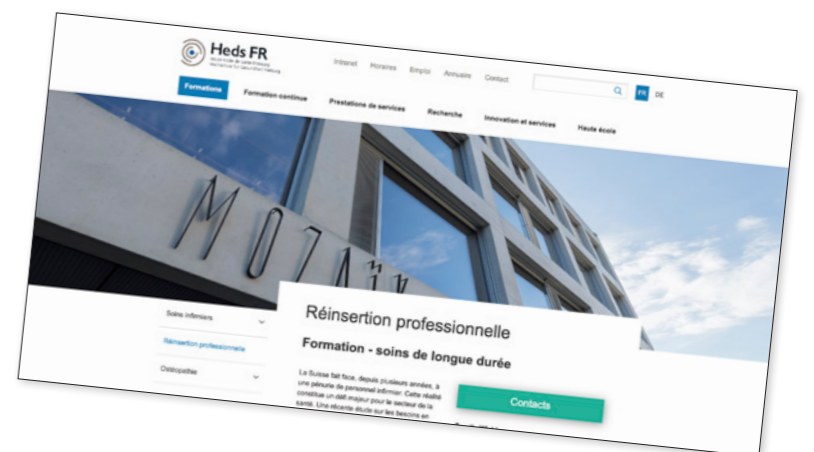 Heds FR
Intranet Horaires Emploi Annuaire Contact
FR DE
Formations Formation continue Prestations de services Recherche Innovation et services Haute école
MOZAÏK
Soins infirmiers
Réinsertion professionnelle
Ostéopathie
Réinsertion professionnelle
Formation - soins de longue durée
La Suisse fait face, depuis plusieurs années, à
une pénurie de personnel infirmier. Cette réalité
constitue un défi majeur pour le secteur de la
santé. Une récente étude sur les besoins en
Contacts